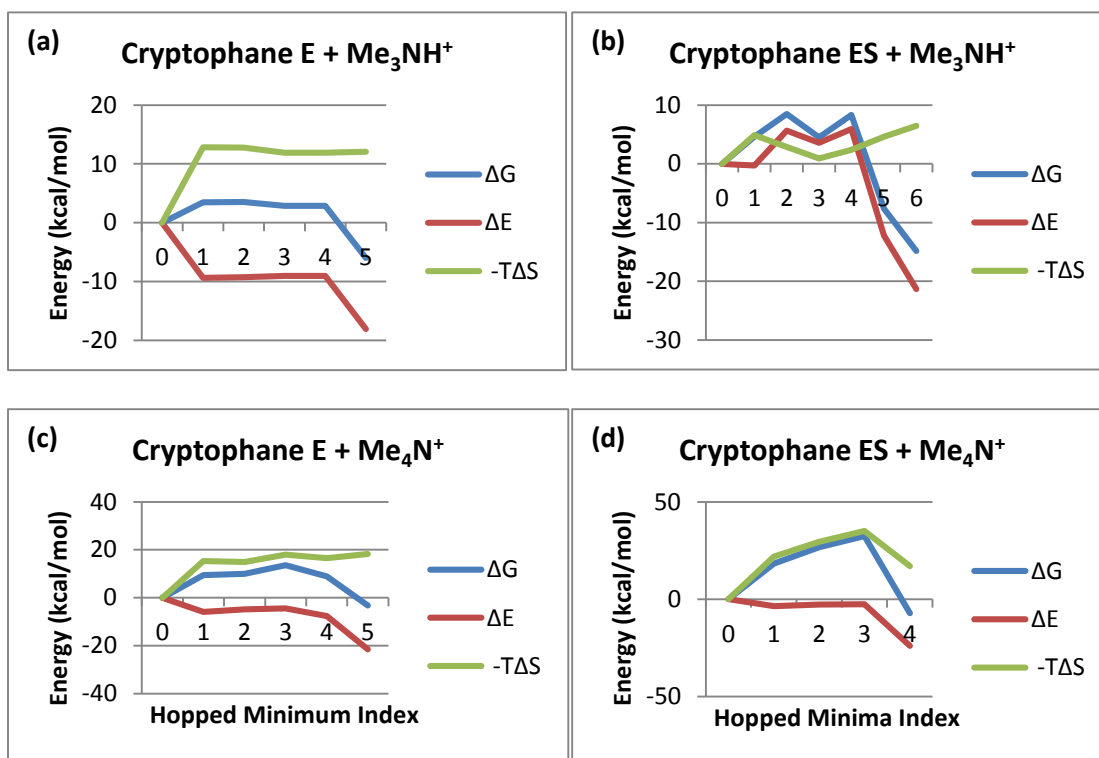 (a)
Cryptophane E + Me₃NH⁺
Energy (kcal/mol)
20
10
0
-10
-20
0 1 2 3 4 5
ΔG
ΔE
-TΔS
(b)
Cryptophane ES + Me₃NH⁺
Energy (kcal/mol)
10
0
-10
-20
-30
0 1 2 3 4 5 6
ΔG
ΔE
-TΔS
(c)
Cryptophane E + Me₄N⁺
Energy (kcal/mol)
40
20
0
-20
-40
0 1 2 3 4 5
Hopped Minimum Index
ΔG
ΔE
-TΔS
(d)
Cryptophane ES + Me₄N⁺
Energy (kcal/mol)
50
0
-50
0 1 2 3 4
Hopped Minima Index
ΔG
ΔE
-TΔS